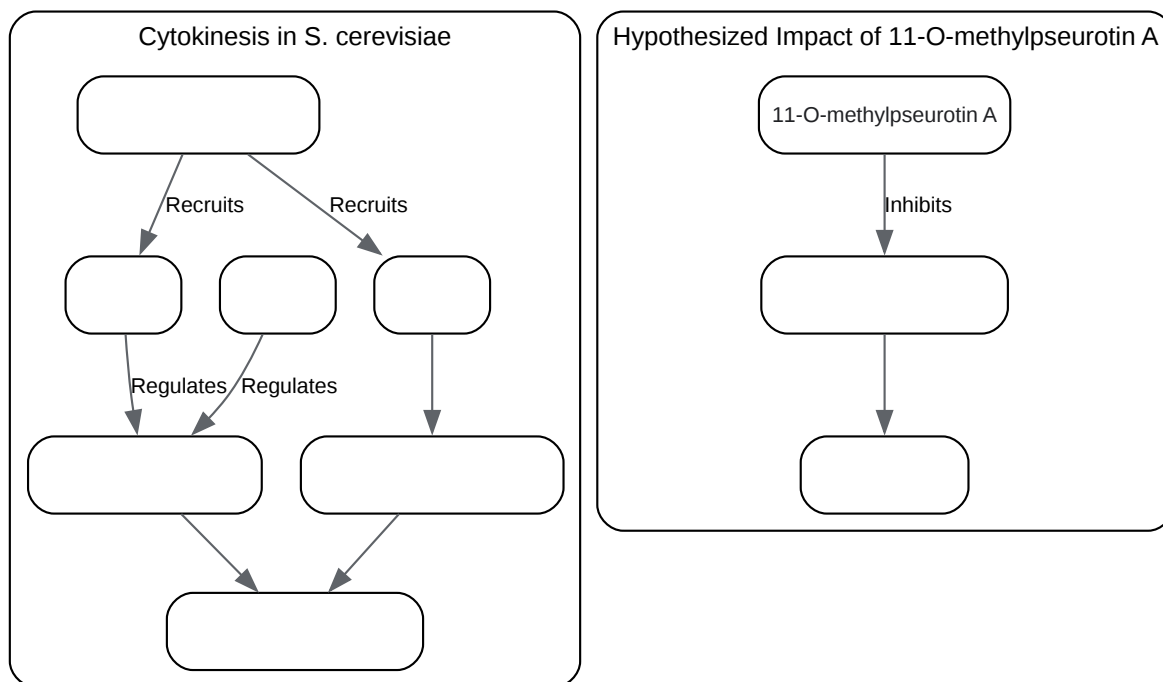 Cytokinesis in S. cerevisiae
Recruits
Recruits
Regulates
Regulates
Hypothesized Impact of 11-O-methylpseurotin A
11-O-methylpseurotin A
Inhibits